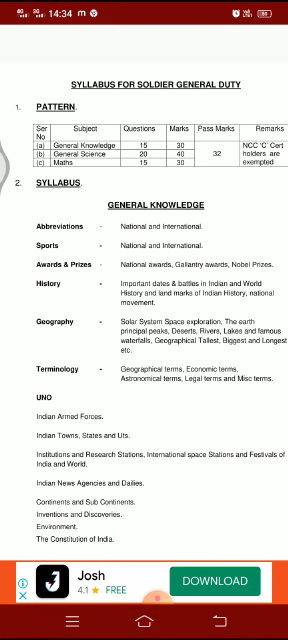 14:34
SYLLABUS FOR SOLDIER GENERAL DUTY
1. PATTERN.
Ser No Subject Questions Marks Pass Marks Remarks
(a) General Knowledge 15 30 32 NCC 'C' Cert holders are exempted
(b) General Science 20 40
(c) Maths 15 30
2. SYLLABUS.
GENERAL KNOWLEDGE
Abbreviations - National and International.
Sports - National and International.
Awards & Prizes - National awards, Gallantry awards, Nobel Prizes.
History - Important dates & battles in Indian and World
History and land marks of Indian History, national
movement.
Geography - Solar System Space exploration, The earth
principal peaks, Deserts, Rivers, Lakes and famous
waterfalls, Geographical Tallest, Biggest and Longest
etc.
Terminology - Geographical terms, Economic terms,
Astronomical terms, Legal terms and Misc terms.
UNO
Indian Armed Forces.
Indian Towns, States and Uts.
Institutions and Research Stations, International space Stations and Festivals of
India and World.
Indian News Agencies and Dailies.
Continents and Sub Continents.
Inventions and Discoveries.
Environment.
The Constitution of India.
Josh
4.1 ★ FREE
DOWNLOAD